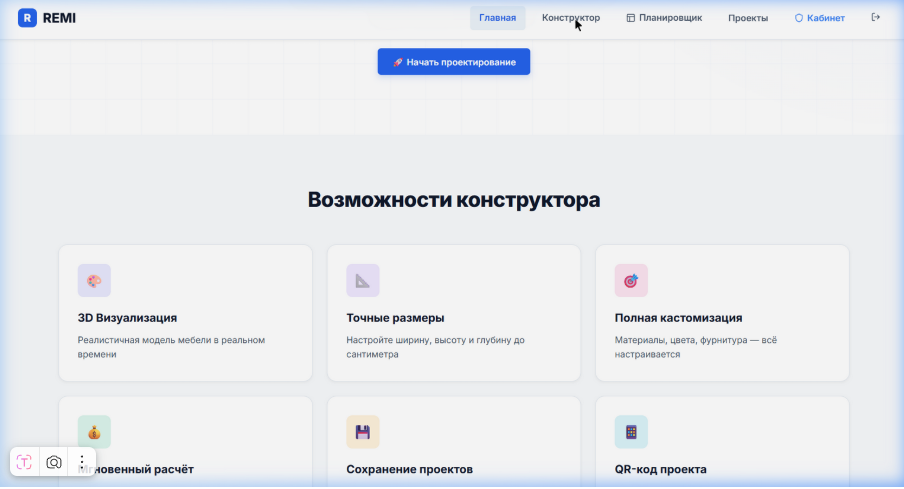 R REMI
Главная Конструктор Планировщик Проекты Кабинет
Начать проектирование
Возможности конструктора
3D Визуализация
Реалистичная модель мебели в реальном
времени
Точные размеры
Настройте ширину, высоту и глубину до
сантиметра
Полная кастомизация
Материалы, цвета, фурнитура — всё
настраивается
Мгновенный расчёт
Сохранение проектов
QR-код проекта